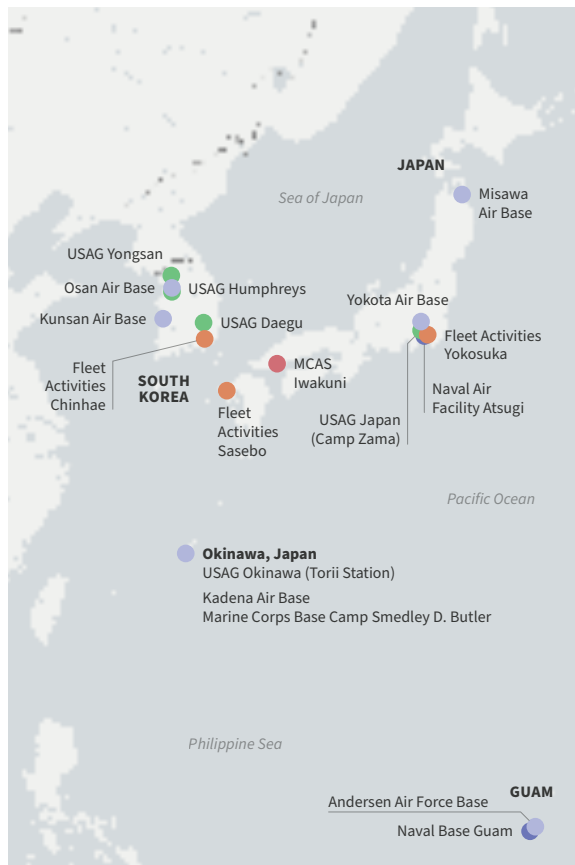 JAPAN
Sea of Japan
Misawa
Air Base
USAG Yongsan
Osan Air Base
USAG Humphreys
Kunsan Air Base
USAG Daegu
Yokota Air Base
Fleet Activities
Yokosuka
Fleet
Activities
Chinhae
SOUTH
KOREA
MCAS
Iwakuni
Naval Air
Facility Atsugi
Fleet
Activities
Sasebo
USAG Japan
(Camp Zama)
Pacific Ocean
Okinawa, Japan
USAG Okinawa (Torii Station)
Kadena Air Base
Marine Corps Base Camp Smedley D. Butler
Philippine Sea
GUAM
Andersen Air Force Base
Naval Base Guam